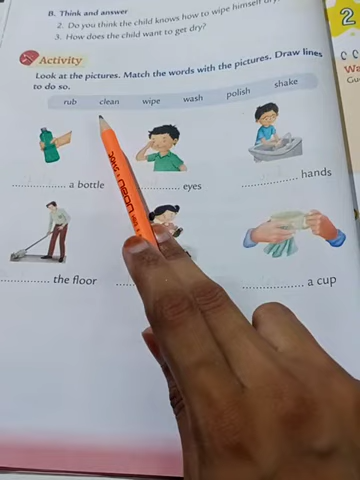 B. Think and answer
2. Do you think the child knows how to wipe himself dry?
3. How does the child want to get dry?
Activity
Look at the pictures. Match the words with the pictures. Draw lines
to do so.
rub clean wipe wash polish shake
............... a bottle ............... eyes ............... hands
............... the floor ...... ............... a cup
2